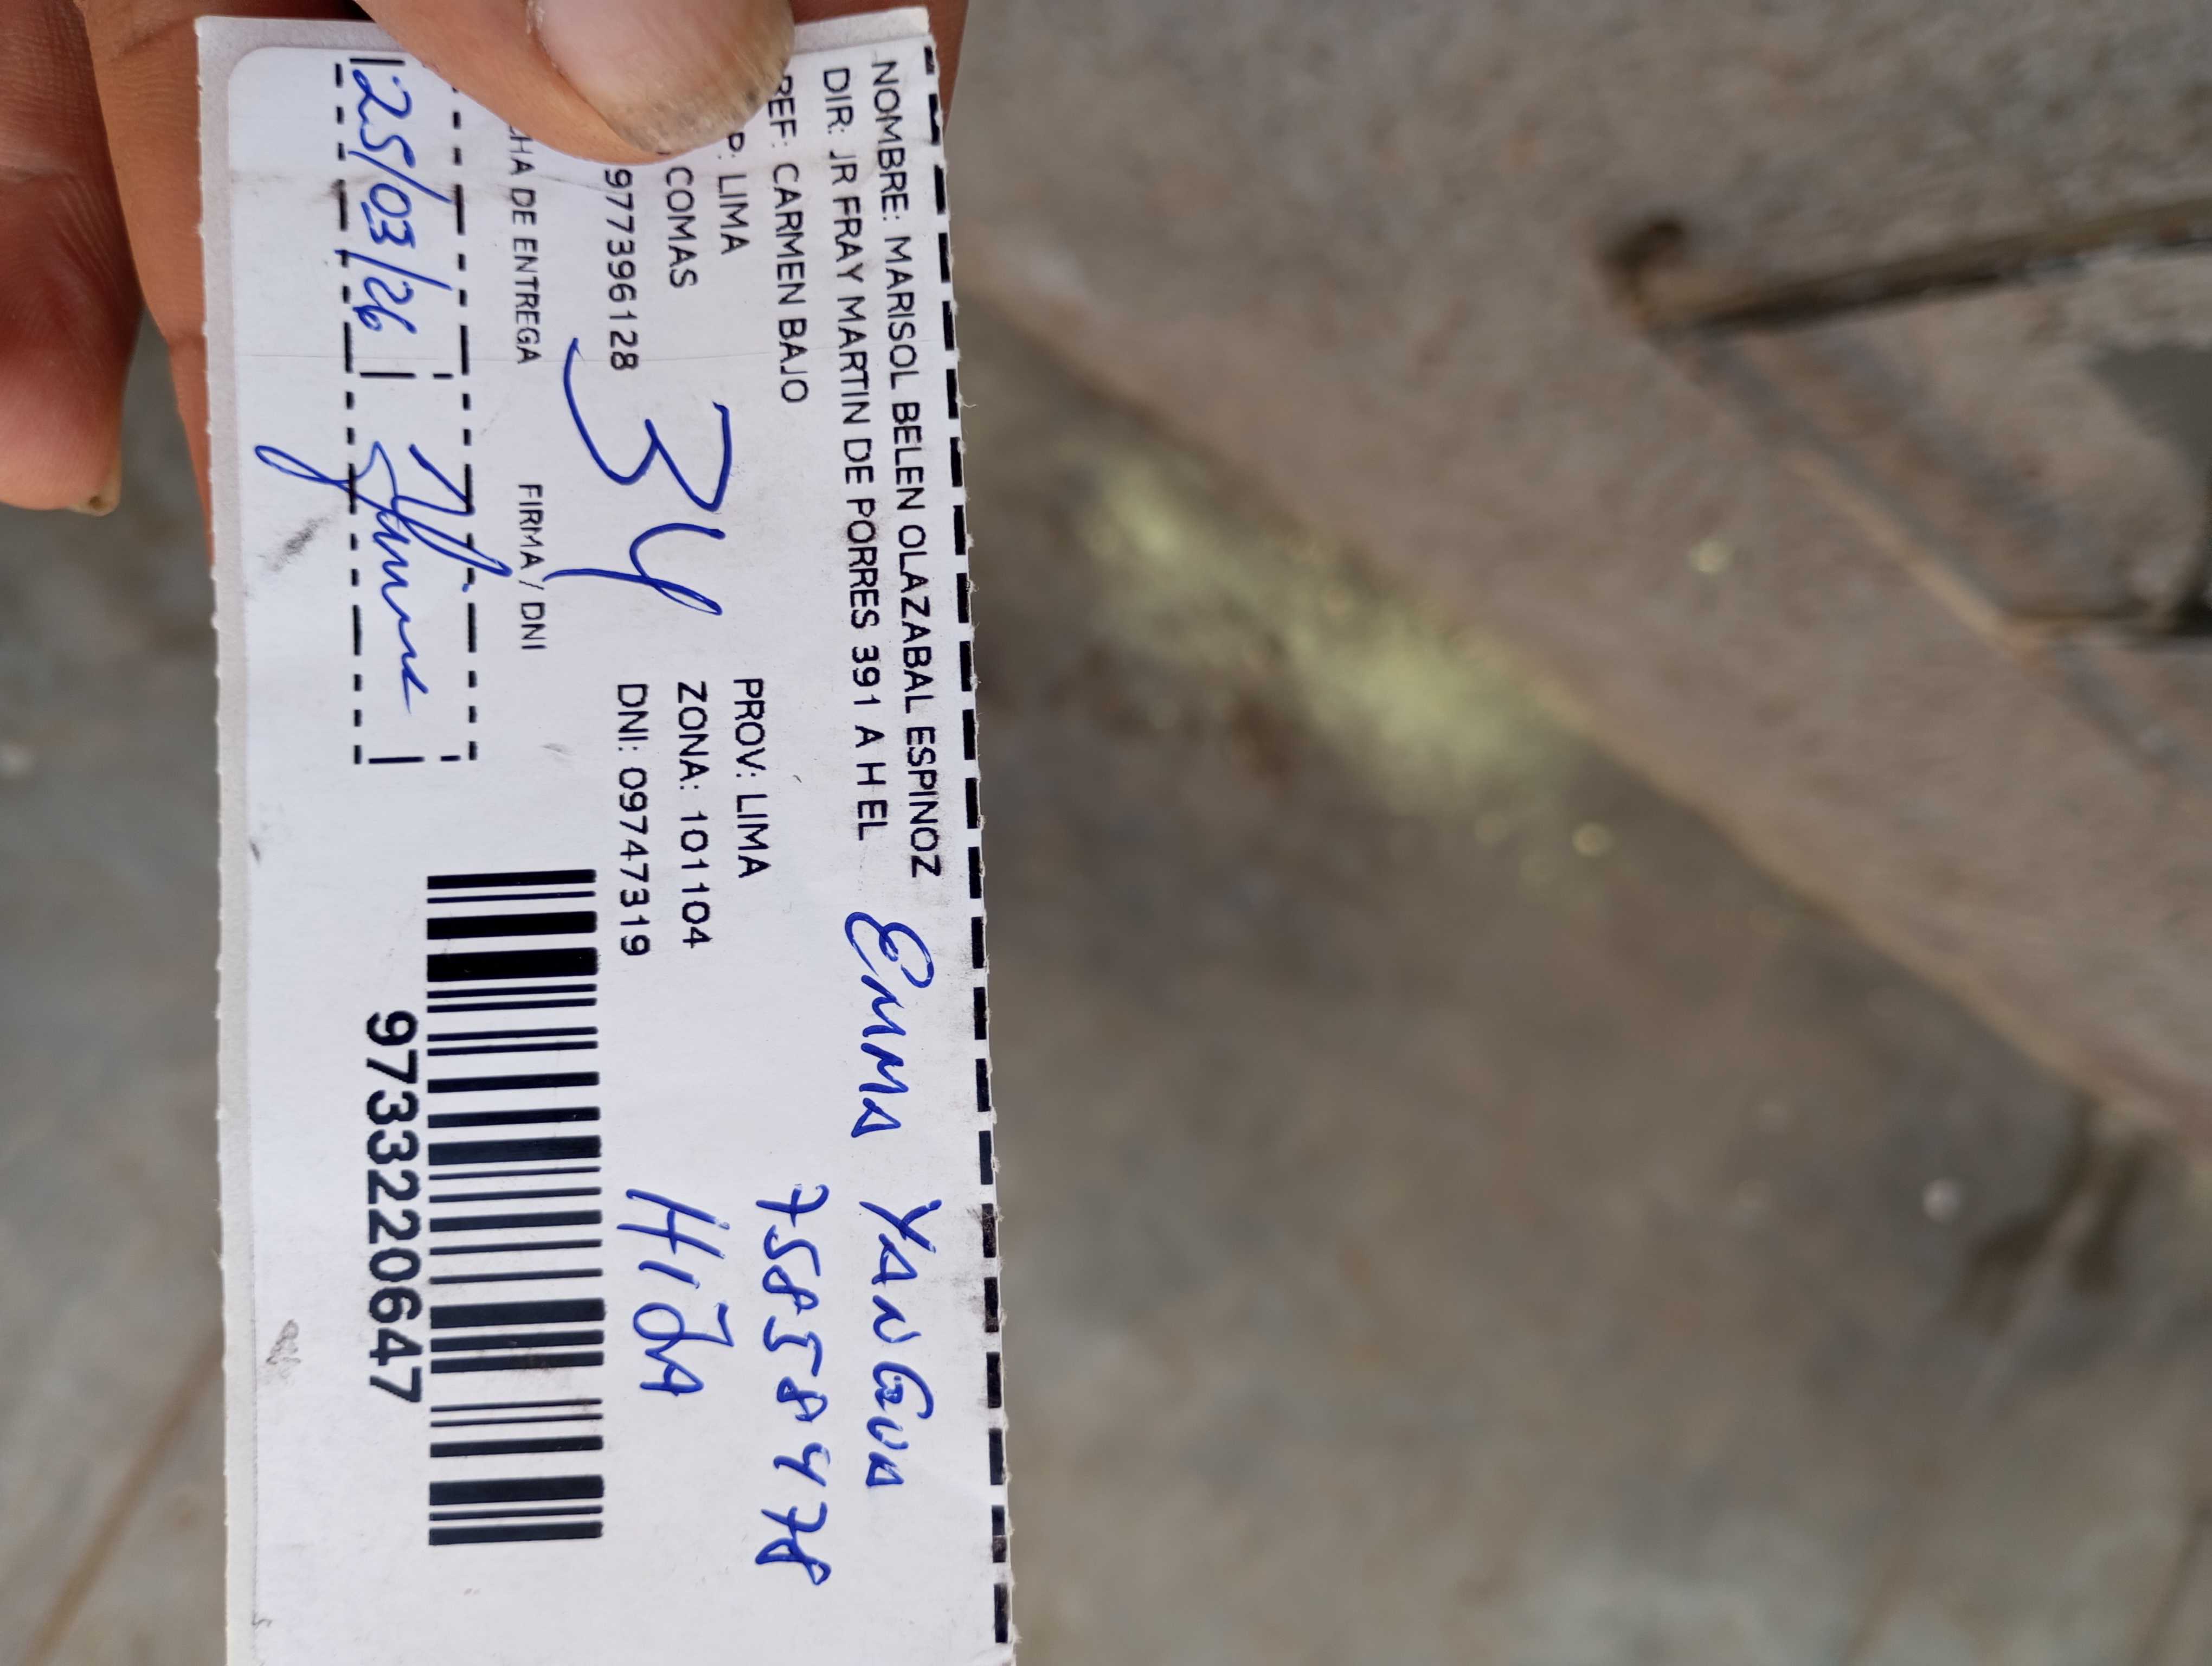 NOMBRE: MARISOL BELEN OLAZABAL ESPINOZ
DIR: JR FRAY MARTIN DE PORRES 391 A H EL
Emma Yangua
REF: CARMEN BAJO
75858478
P: LIMA PROV: LIMA
COMAS ZONA: 101104
HIJA
977396128 DNI: 09747319
34
HA DE ENTREGA FIRMA / DNI
25/03/26
9733220647